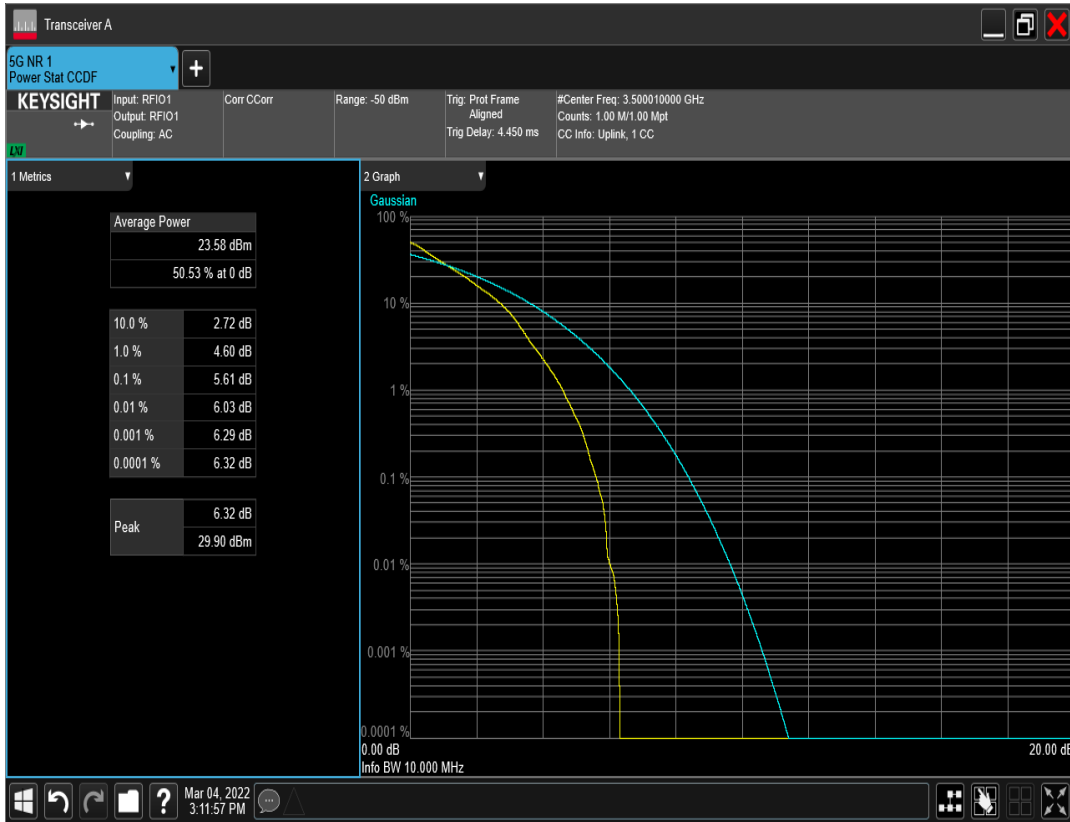 Transceiver A
5G NR 1
Power Stat CCDF
KEYSIGHT
LXI
Input: RFIO1
Output: RFIO1
Coupling: AC
Corr CCorr
Range: -50 dBm
Trig: Prot Frame
Aligned
Trig Delay: 4.450 ms
#Center Freq: 3.500010000 GHz
Counts: 1.00 M/1.00 Mpt
CC Info: Uplink, 1 CC
1 Metrics
Average Power
23.58 dBm
50.53 % at 0 dB
10.0 % 2.72 dB
1.0 % 4.60 dB
0.1 % 5.61 dB
0.01 % 6.03 dB
0.001 % 6.29 dB
0.0001 % 6.32 dB
Peak
6.32 dB
29.90 dBm
2 Graph
Gaussian
100 %
10 %
1 %
0.1 %
0.01 %
0.001 %
0.0001 %
0.00 dB
20.00 dB
Info BW 10.000 MHz
?
Mar 04, 2022
3:11:57 PM